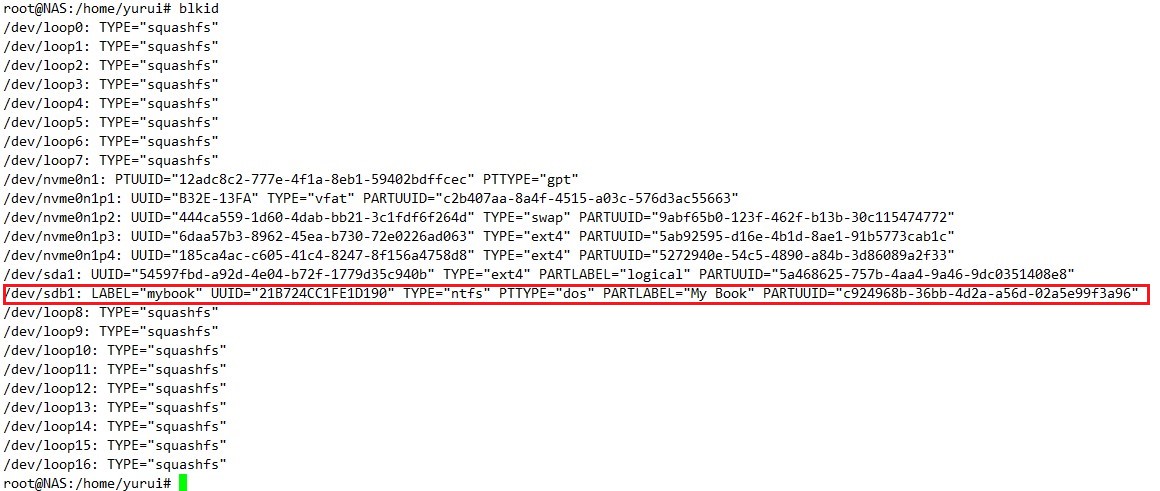 root@NAS:/home/yurui# blkid
/dev/loop0: TYPE="squashfs"
/dev/loop1: TYPE="squashfs"
/dev/loop2: TYPE="squashfs"
/dev/loop3: TYPE="squashfs"
/dev/loop4: TYPE="squashfs"
/dev/loop5: TYPE="squashfs"
/dev/loop6: TYPE="squashfs"
/dev/loop7: TYPE="squashfs"
/dev/nvme0n1: PTUUID="12adc8c2-777e-4f1a-8eb1-59402bdffcec" PTTYPE="gpt"
/dev/nvme0n1p1: UUID="B32E-13FA" TYPE="vfat" PARTUUID="c2b407aa-8a4f-4515-a03c-576d3ac55663"
/dev/nvme0n1p2: UUID="444ca559-1d60-4dab-bb21-3c1fdf6f264d" TYPE="swap" PARTUUID="9abf65b0-123f-462f-b13b-30c115474772"
/dev/nvme0n1p3: UUID="6daa57b3-8962-45ea-b730-72e0226ad063" TYPE="ext4" PARTUUID="5ab92595-d16e-4b1d-8ae1-91b5773cab1c"
/dev/nvme0n1p4: UUID="185ca4ac-c605-41c4-8247-8f156a4758d8" TYPE="ext4" PARTUUID="5272940e-54c5-4890-a84b-3d86089a2f33"
/dev/sda1: UUID="54597fbd-a92d-4e04-b72f-1779d35c940b" TYPE="ext4" PARTLABEL="logical" PARTUUID="5a468625-757b-4aa4-9a46-9dc0351408e8"
/dev/sdb1: LABEL="mybook" UUID="21B724CC1FE1D190" TYPE="ntfs" PTTYPE="dos" PARTLABEL="My Book" PARTUUID="c924968b-36bb-4d2a-a56d-02a5e99f3a96"
/dev/loop8: TYPE="squashfs"
/dev/loop9: TYPE="squashfs"
/dev/loop10: TYPE="squashfs"
/dev/loop11: TYPE="squashfs"
/dev/loop12: TYPE="squashfs"
/dev/loop13: TYPE="squashfs"
/dev/loop14: TYPE="squashfs"
/dev/loop15: TYPE="squashfs"
/dev/loop16: TYPE="squashfs"
root@NAS:/home/yurui#